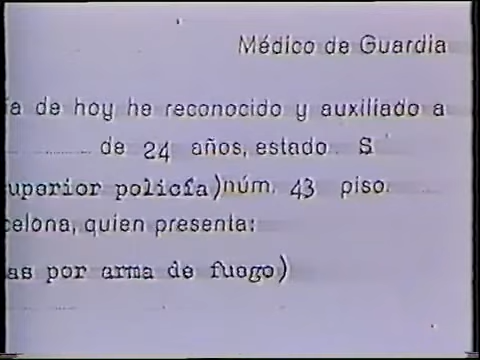 Médico de Guardia
ía de hoy he reconocido y auxiliado a
de 24 años, estado S
uperior policía) núm. 43 piso
celona, quien presenta:
as por arma de fuego)